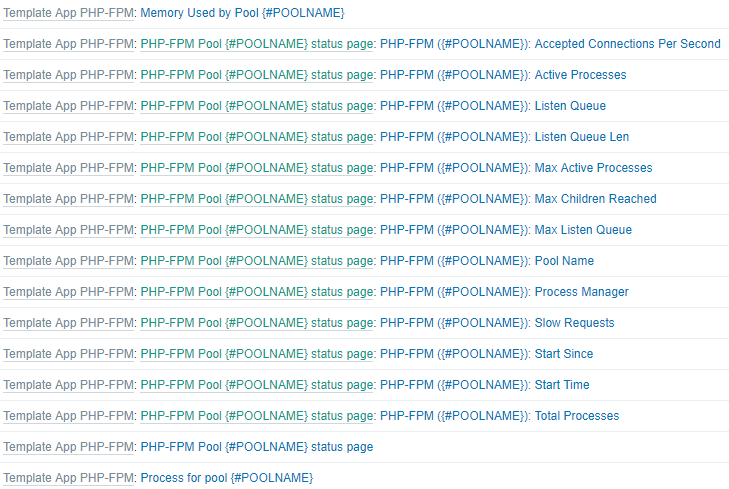 Template App PHP-FPM: Memory Used by Pool {#POOLNAME}
Template App PHP-FPM: PHP-FPM Pool {#POOLNAME} status page: PHP-FPM ({#POOLNAME}): Accepted Connections Per Second
Template App PHP-FPM: PHP-FPM Pool {#POOLNAME} status page: PHP-FPM ({#POOLNAME}): Active Processes
Template App PHP-FPM: PHP-FPM Pool {#POOLNAME} status page: PHP-FPM ({#POOLNAME}): Listen Queue
Template App PHP-FPM: PHP-FPM Pool {#POOLNAME} status page: PHP-FPM ({#POOLNAME}): Listen Queue Len
Template App PHP-FPM: PHP-FPM Pool {#POOLNAME} status page: PHP-FPM ({#POOLNAME}): Max Active Processes
Template App PHP-FPM: PHP-FPM Pool {#POOLNAME} status page: PHP-FPM ({#POOLNAME}): Max Children Reached
Template App PHP-FPM: PHP-FPM Pool {#POOLNAME} status page: PHP-FPM ({#POOLNAME}): Max Listen Queue
Template App PHP-FPM: PHP-FPM Pool {#POOLNAME} status page: PHP-FPM ({#POOLNAME}): Pool Name
Template App PHP-FPM: PHP-FPM Pool {#POOLNAME} status page: PHP-FPM ({#POOLNAME}): Process Manager
Template App PHP-FPM: PHP-FPM Pool {#POOLNAME} status page: PHP-FPM ({#POOLNAME}): Slow Requests
Template App PHP-FPM: PHP-FPM Pool {#POOLNAME} status page: PHP-FPM ({#POOLNAME}): Start Since
Template App PHP-FPM: PHP-FPM Pool {#POOLNAME} status page: PHP-FPM ({#POOLNAME}): Start Time
Template App PHP-FPM: PHP-FPM Pool {#POOLNAME} status page: PHP-FPM ({#POOLNAME}): Total Processes
Template App PHP-FPM: PHP-FPM Pool {#POOLNAME} status page
Template App PHP-FPM: Process for pool {#POOLNAME}